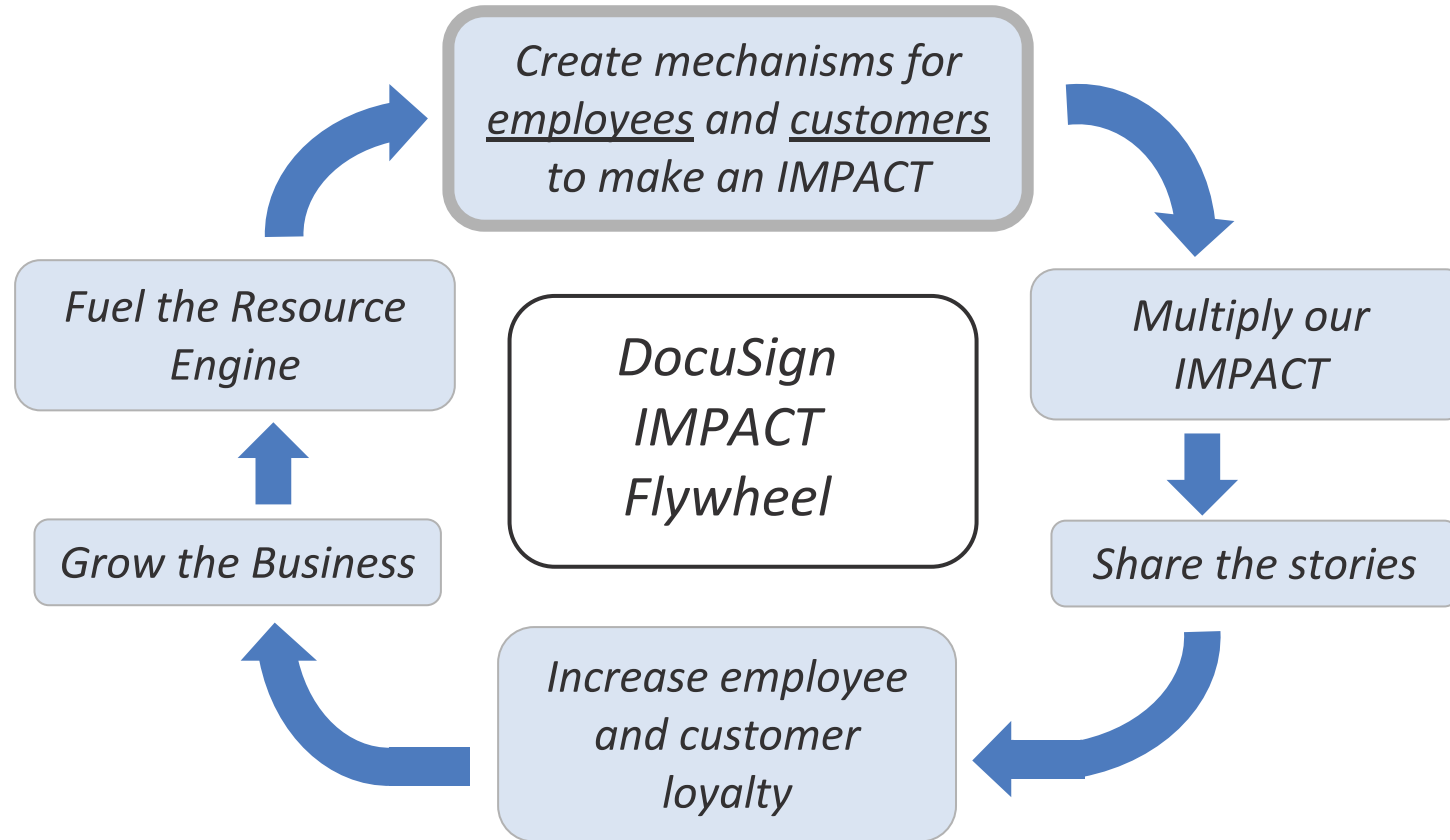 Create mechanisms for
employees and customers
to make an IMPACT
Multiply our
IMPACT
Share the stories
Increase employee
and customer
loyalty
Grow the Business
Fuel the Resource
Engine
DocuSign
IMPACT
Flywheel